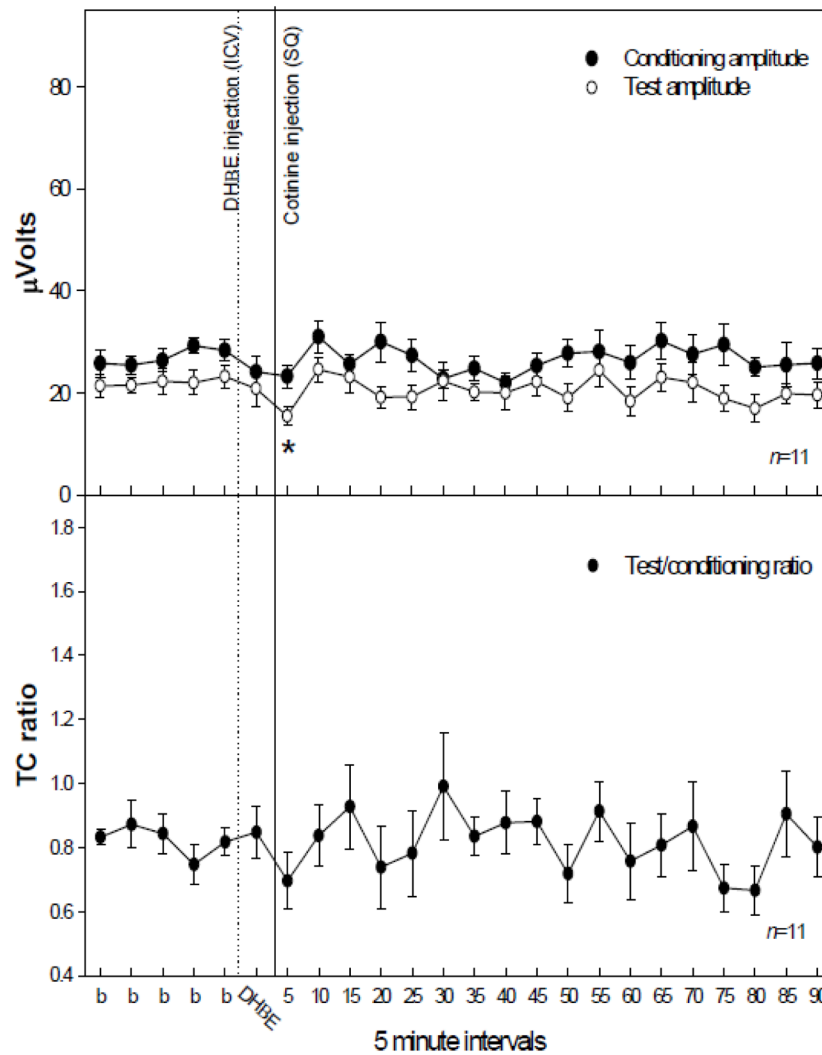 DHBE injection (ICV)
Cotinine injection (SQ)
Conditioning amplitude
Test amplitude
80
60
40
20
0
µVolts
*
n=11
Test/conditioning ratio
1.8
1.6
1.4
1.2
1.0
0.8
0.6
0.4
TC ratio
n=11
b b b b b DHBE 5 10 15 20 25 30 35 40 45 50 55 60 65 70 75 80 85 90
5 minute intervals